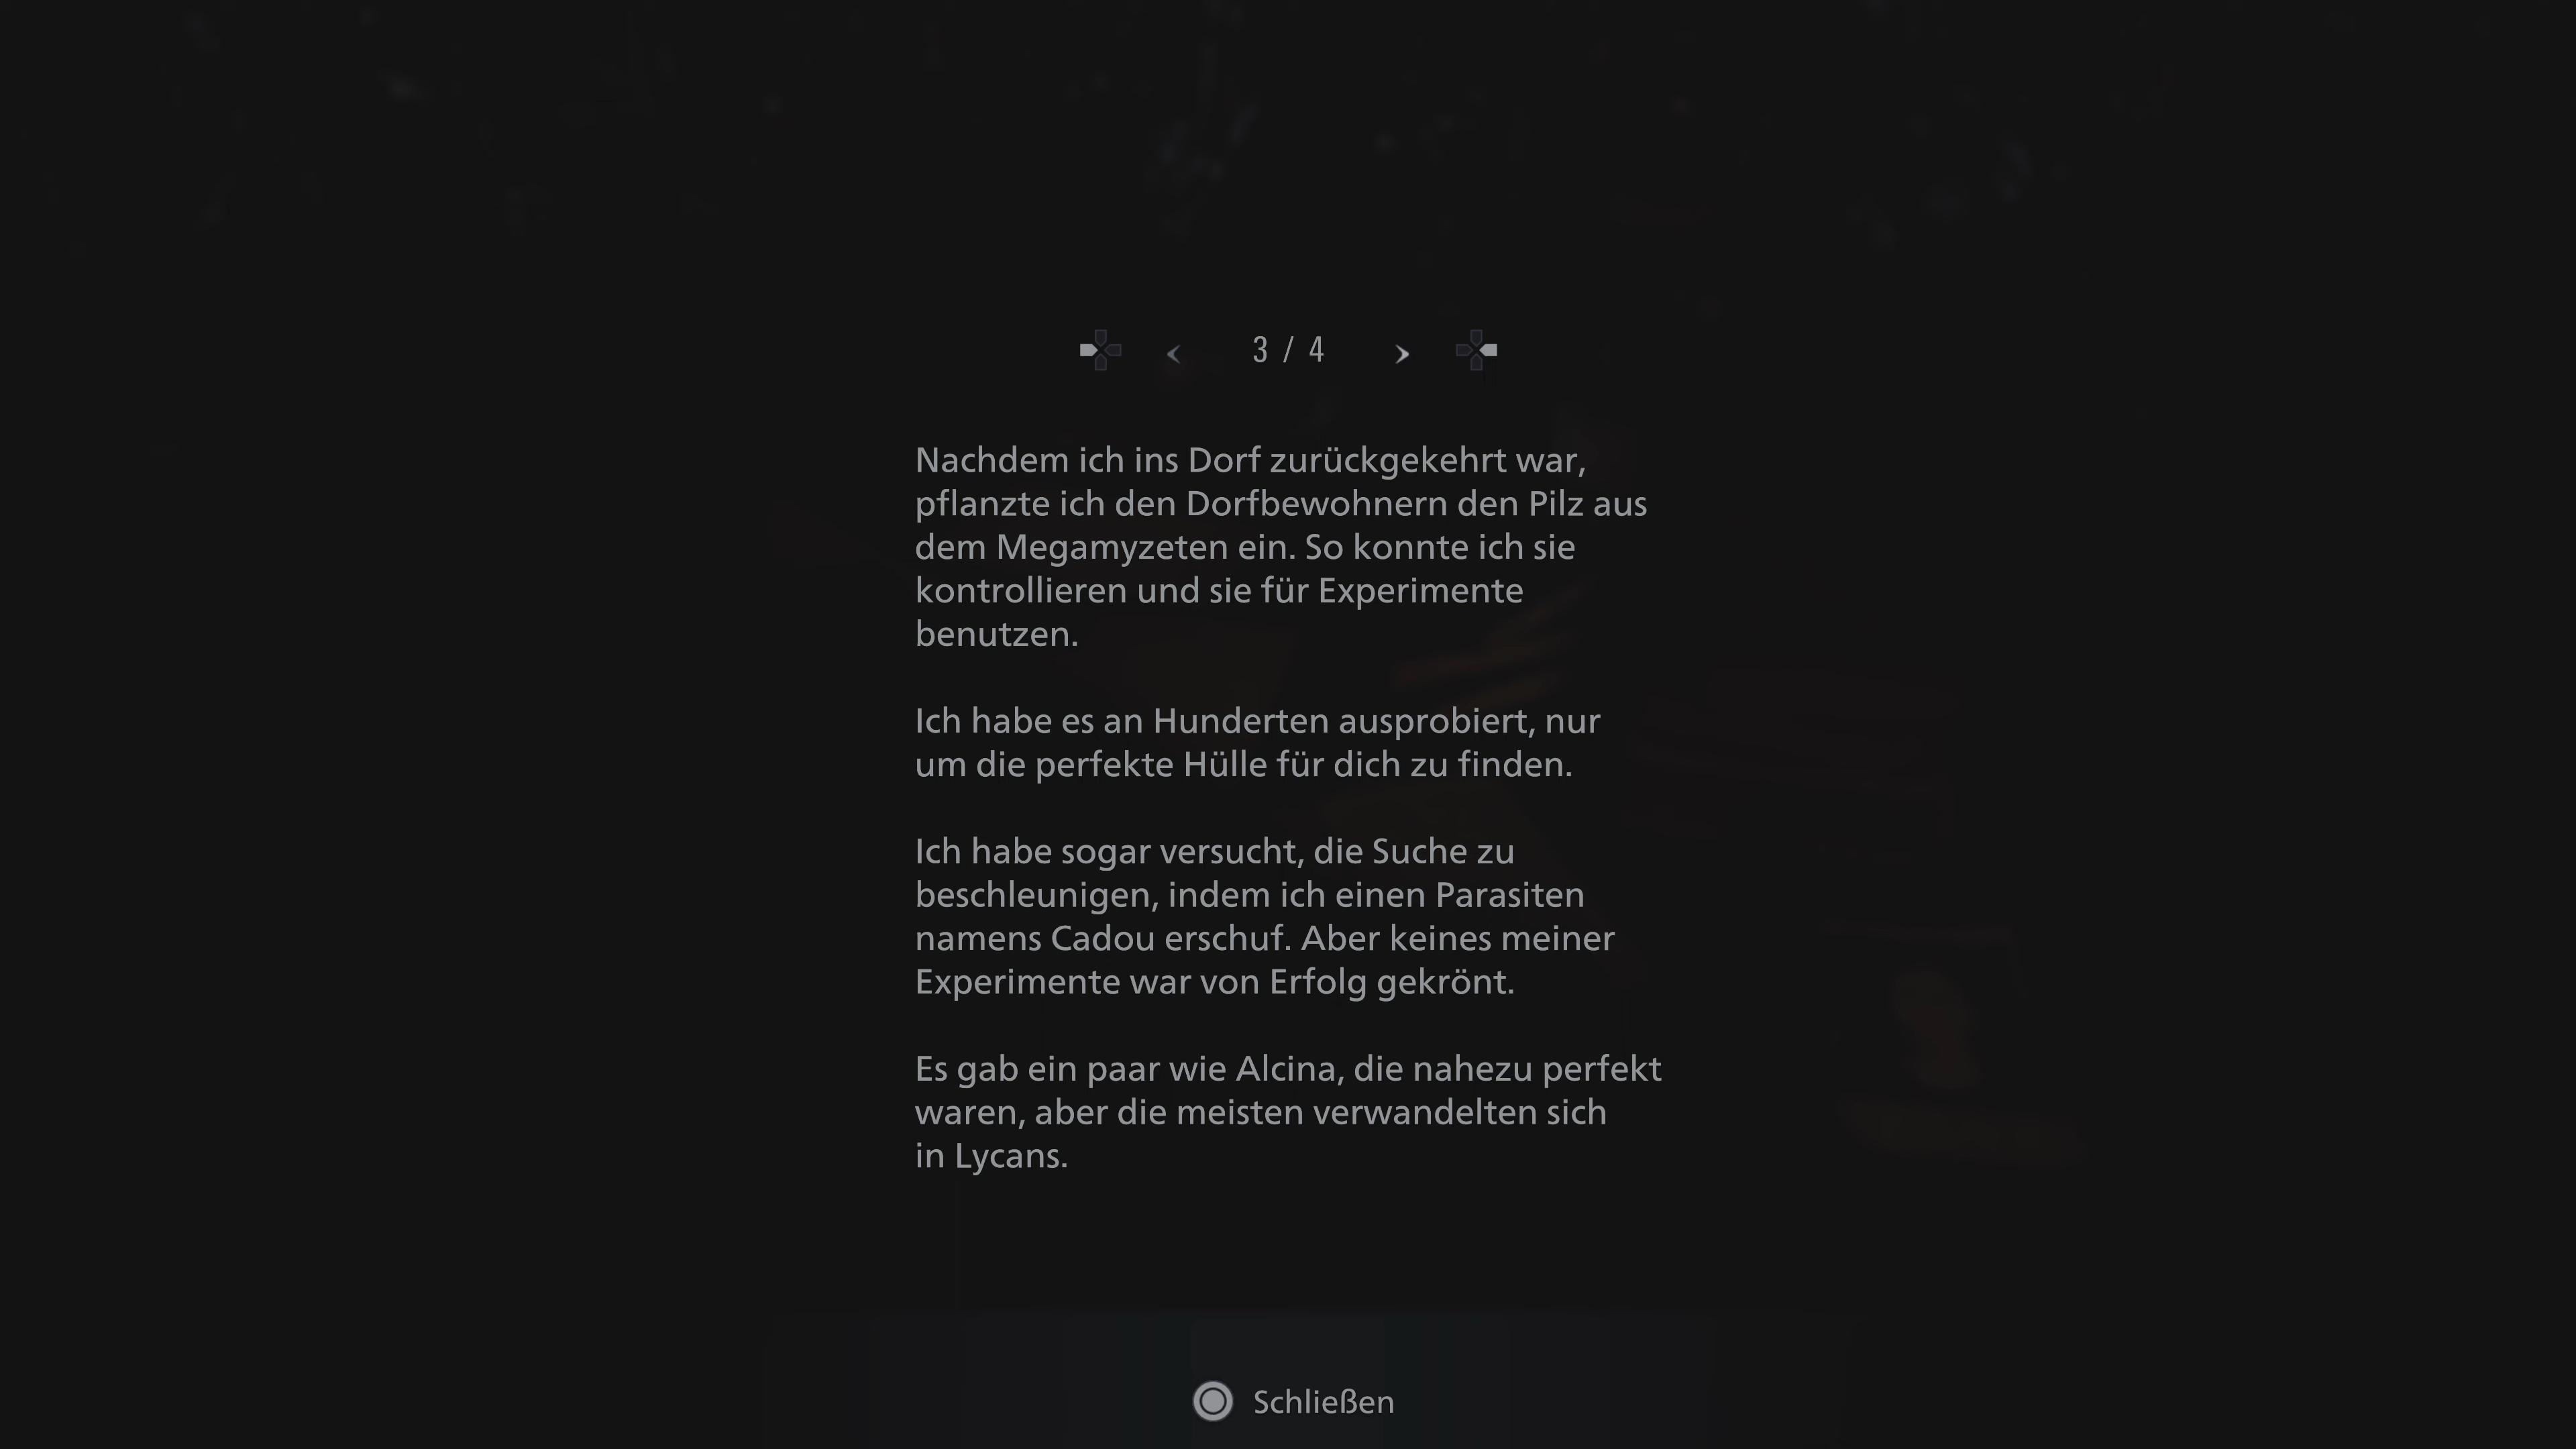 3 / 4
Nachdem ich ins Dorf zurückgekehrt war,
pflanzte ich den Dorfbewohnern den Pilz aus
dem Megamyzeten ein. So konnte ich sie
kontrollieren und sie für Experimente
benutzen.
Ich habe es an Hunderten ausprobiert, nur
um die perfekte Hülle für dich zu finden.
Ich habe sogar versucht, die Suche zu
beschleunigen, indem ich einen Parasiten
namens Cadou erschuf. Aber keines meiner
Experimente war von Erfolg gekrönt.
Es gab ein paar wie Alcina, die nahezu perfekt
waren, aber die meisten verwandelten sich
in Lycans.
Schließen